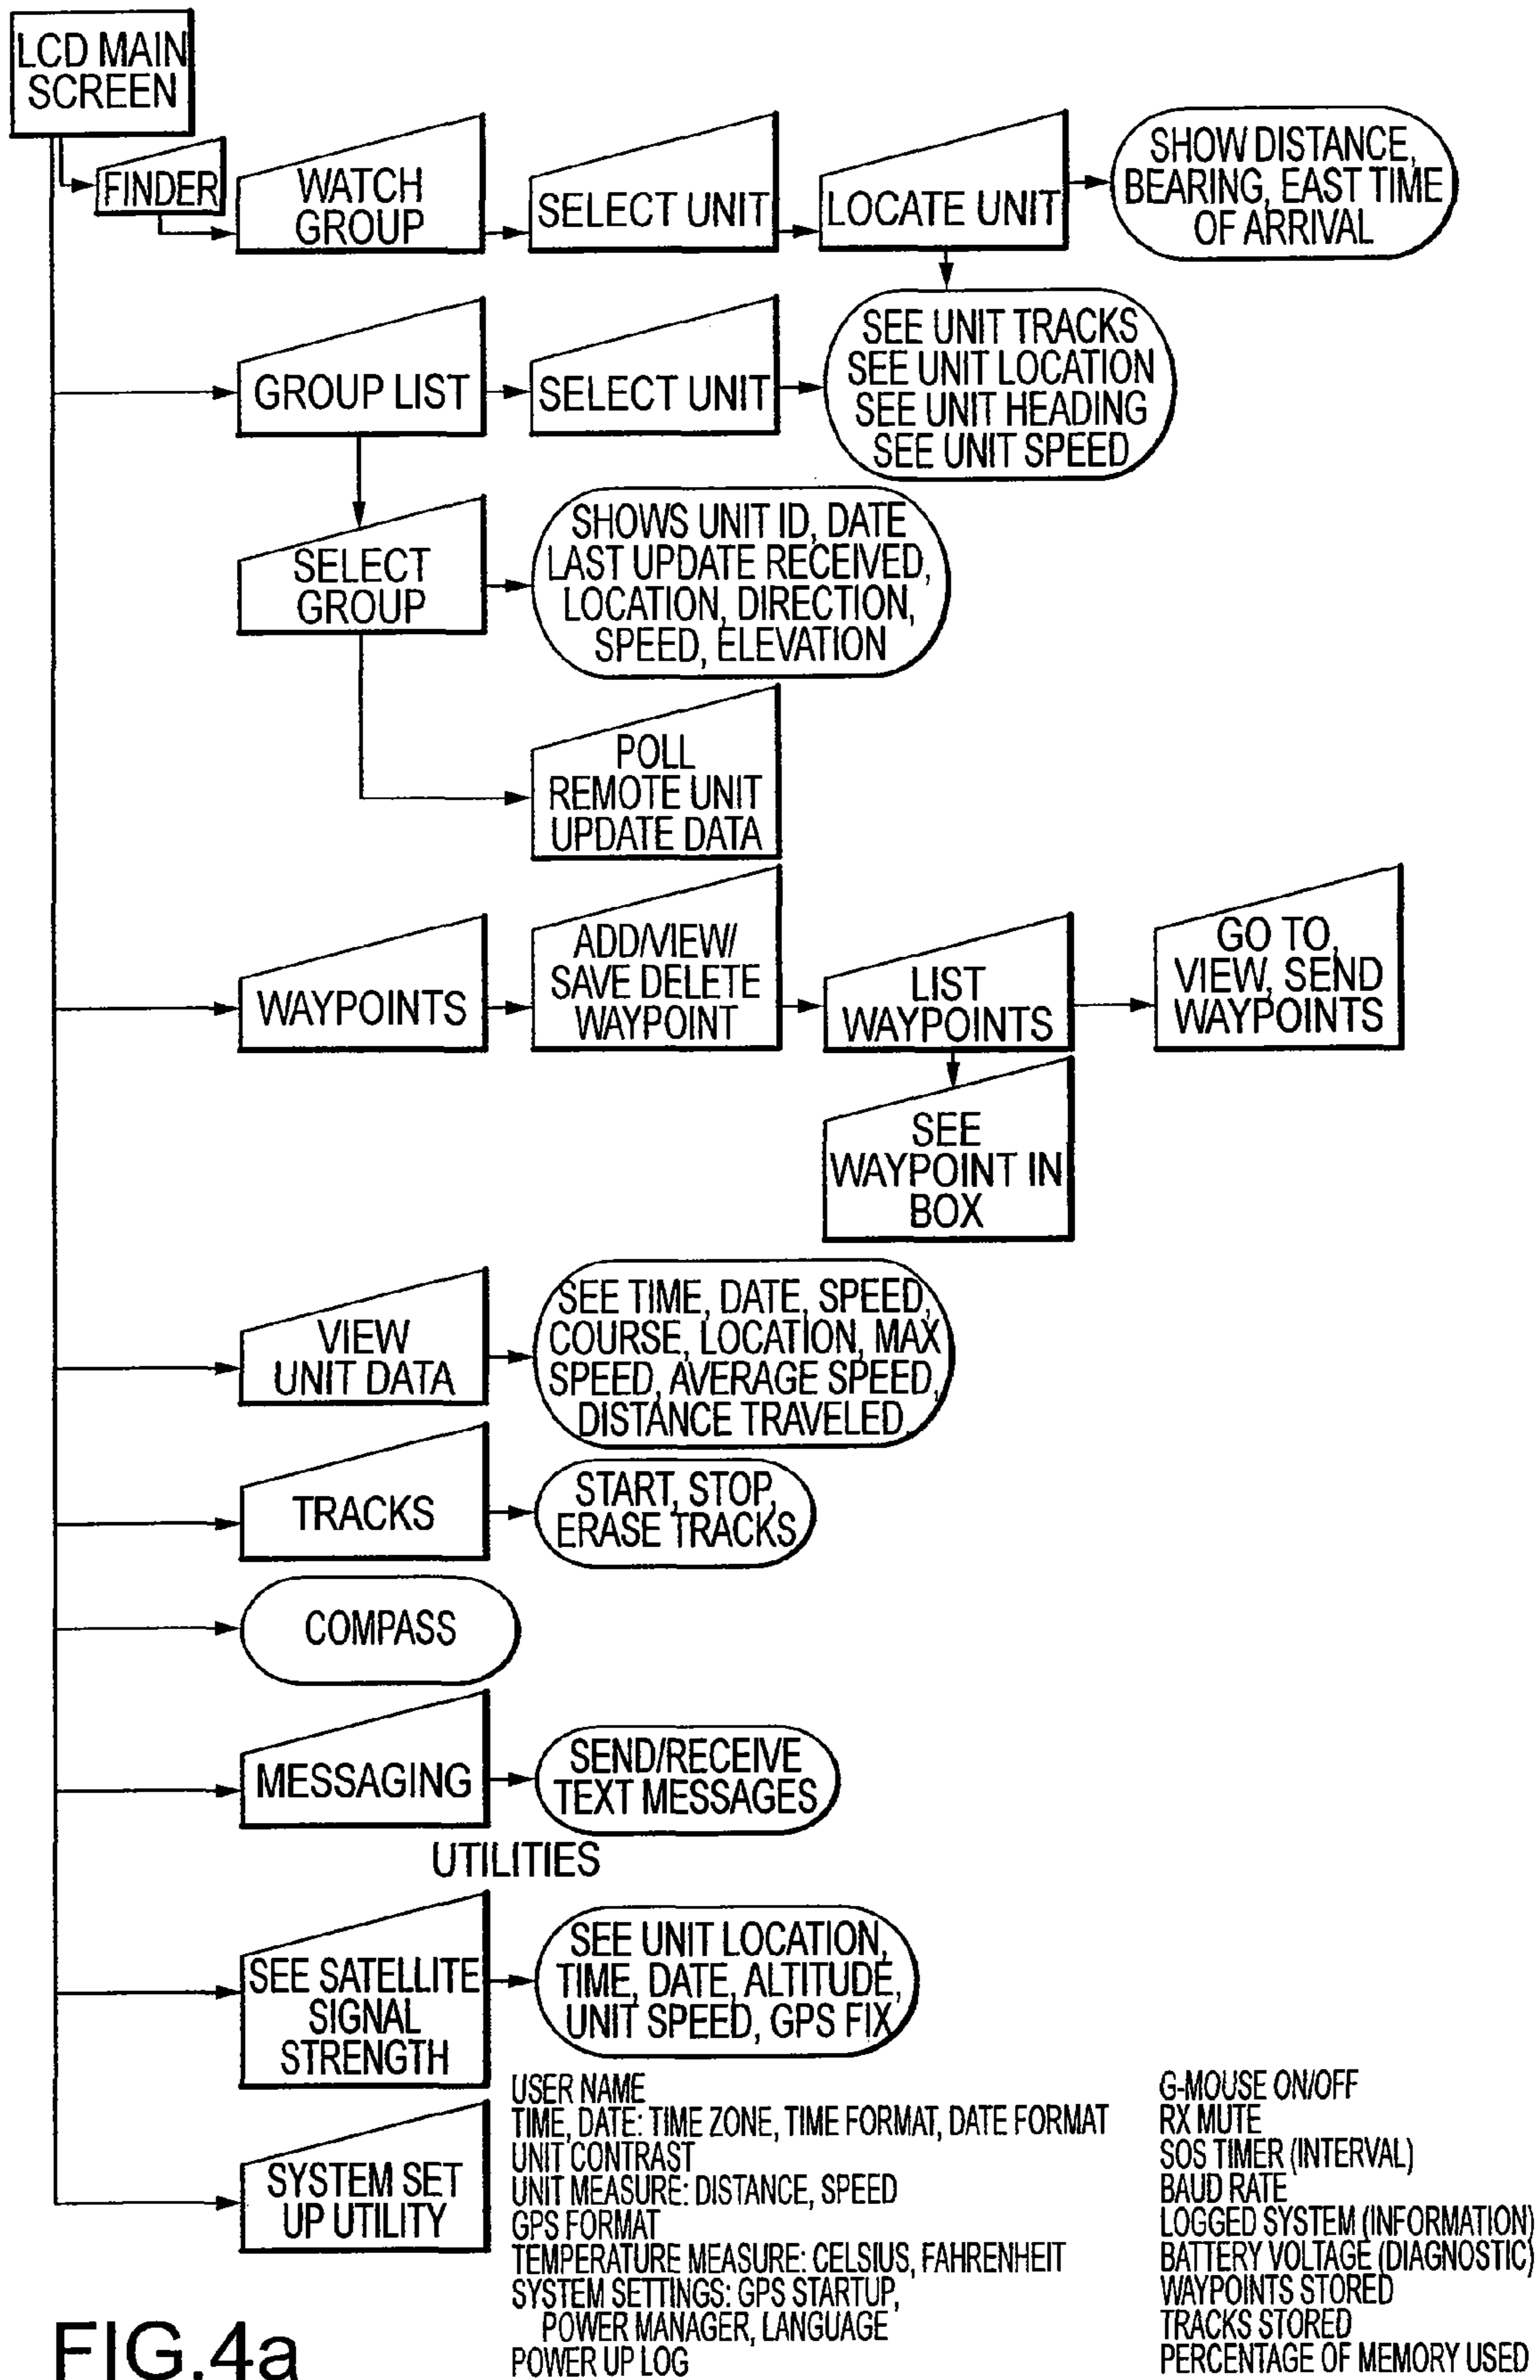 LCD MAIN
SCREEN
FINDER
WATCH
GROUP
SELECT UNIT
LOCATE UNIT
SHOW DISTANCE,
BEARING, EAST TIME
OF ARRIVAL
GROUP LIST
SELECT UNIT
SEE UNIT TRACKS
SEE UNIT LOCATION
SEE UNIT HEADING
SEE UNIT SPEED
SELECT
GROUP
SHOWS UNIT ID, DATE
LAST UPDATE RECEIVED,
LOCATION, DIRECTION,
SPEED, ELEVATION
POLL
REMOTE UNIT
UPDATE DATA
WAYPOINTS
ADD/VIEW/
SAVE DELETE
WAYPOINT
LIST
WAYPOINTS
GO TO,
VIEW, SEND
WAYPOINTS
SEE
WAYPOINT IN
BOX
VIEW
UNIT DATA
SEE TIME, DATE, SPEED,
COURSE, LOCATION, MAX
SPEED, AVERAGE SPEED,
DISTANCE TRAVELED
TRACKS
START, STOP,
ERASE TRACKS
COMPASS
MESSAGING
SEND/RECEIVE
TEXT MESSAGES
UTILITIES
SEE SATELLITE
SIGNAL
STRENGTH
SEE UNIT LOCATION,
TIME, DATE, ALTITUDE,
UNIT SPEED, GPS FIX
SYSTEM SET
UP UTILITY
USER NAME
TIME, DATE: TIME ZONE, TIME FORMAT, DATE FORMAT
UNIT CONTRAST
UNIT MEASURE: DISTANCE, SPEED
GPS FORMAT
TEMPERATURE MEASURE: CELSIUS, FAHRENHEIT
SYSTEM SETTINGS: GPS STARTUP,
POWER MANAGER, LANGUAGE
POWER UP LOG
G-MOUSE ON/OFF
RX MUTE
SOS TIMER (INTERVAL)
BAUD RATE
LOGGED SYSTEM (INFORMATION)
BATTERY VOLTAGE (DIAGNOSTIC)
WAYPOINTS STORED
TRACKS STORED
PERCENTAGE OF MEMORY USED
FIG.4a